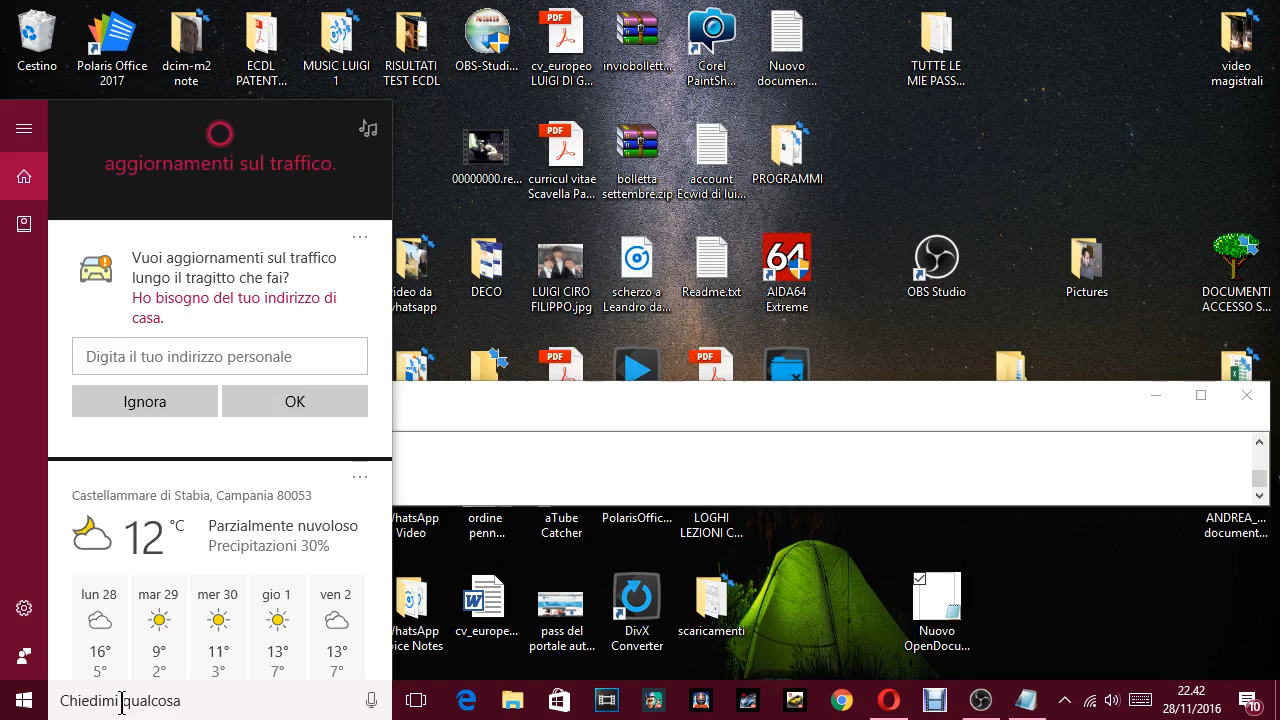 Cestino
Polaris Office
2017
dcim-m2
note
ECDL
PATENT...
MUSIC LUIGI
1
RISULTATI
TEST ECDL
NSIS
OBS-Studi...
PDF
cv_europeo
LUIGI DI G...
inviobollett...
Corel
PaintSh...
Nuovo
documen...
TUTTE LE
MIE PASS...
video
magistrali
aggiornamenti sul traffico.
00000000.re...
PDF
curricul vitae
Scavella Pa...
bolletta
settembre.zip
account
Ecwid di lui...
PROGRAMMI
...
Vuoi aggiornamenti sul traffico
lungo il tragitto che fai?
Ho bisogno del tuo indirizzo di
casa.
Digita il tuo indirizzo personale
Ignora
OK
video da
whatsapp
DECO
LUIGI CIRO
FILIPPO.jpg
scherzo a
Leandro da...
Readme.txt
64
AIDA64
Extreme
OBS Studio
Pictures
DOCUMENTI
ACCESSO S...
PDF
PDF
...
Castellammare di Stabia, Campania 80053
12 °C
Parzialmente nuvoloso
Precipitazioni 30%
lun 28
mar 29
mer 30
gio 1
ven 2
16°
9°
11°
13°
13°
5°
2°
3°
7°
7°
WhatsApp
Video
ordine
penn...
aTube
Catcher
PolarisOffic...
LOGHI
LEZIONI C...
ANDREA_...
document...
WhatsApp
Voice Notes
cv_europe...
pass del
portale aut...
DivX
Converter
scaricamenti
Nuovo
OpenDocu...
Chiedimi qualcosa
22.42
28/11/2016
10